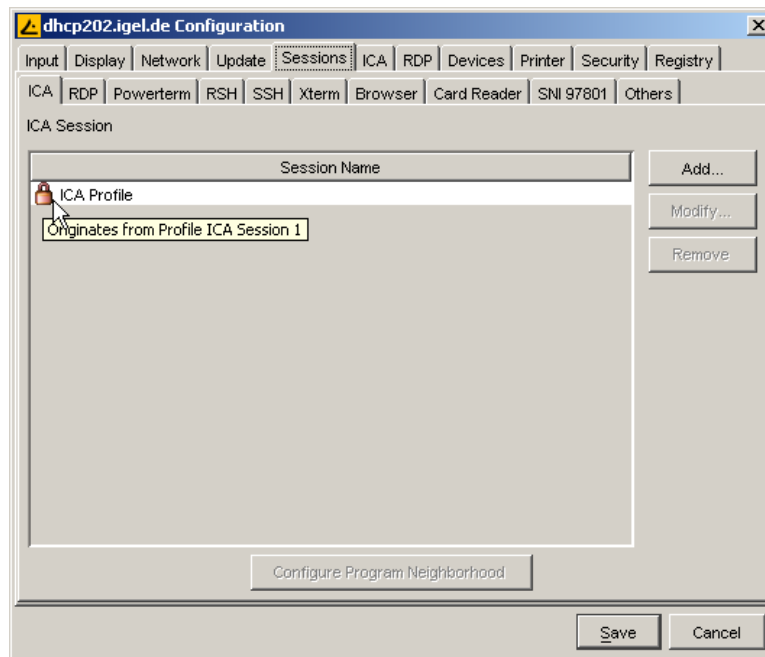 dhcp202.igel.de Configuration
Input Display Network Update Sessions ICA RDP Devices Printer Security Registry
ICA RDP Powerterm RSH SSH Xterm Browser Card Reader SNI 97801 Others
ICA Session
Session Name
Add...
ICA Profile
Modify...
Originates from Profile ICA Session 1
Remove
Configure Program Neighborhood
Save Cancel